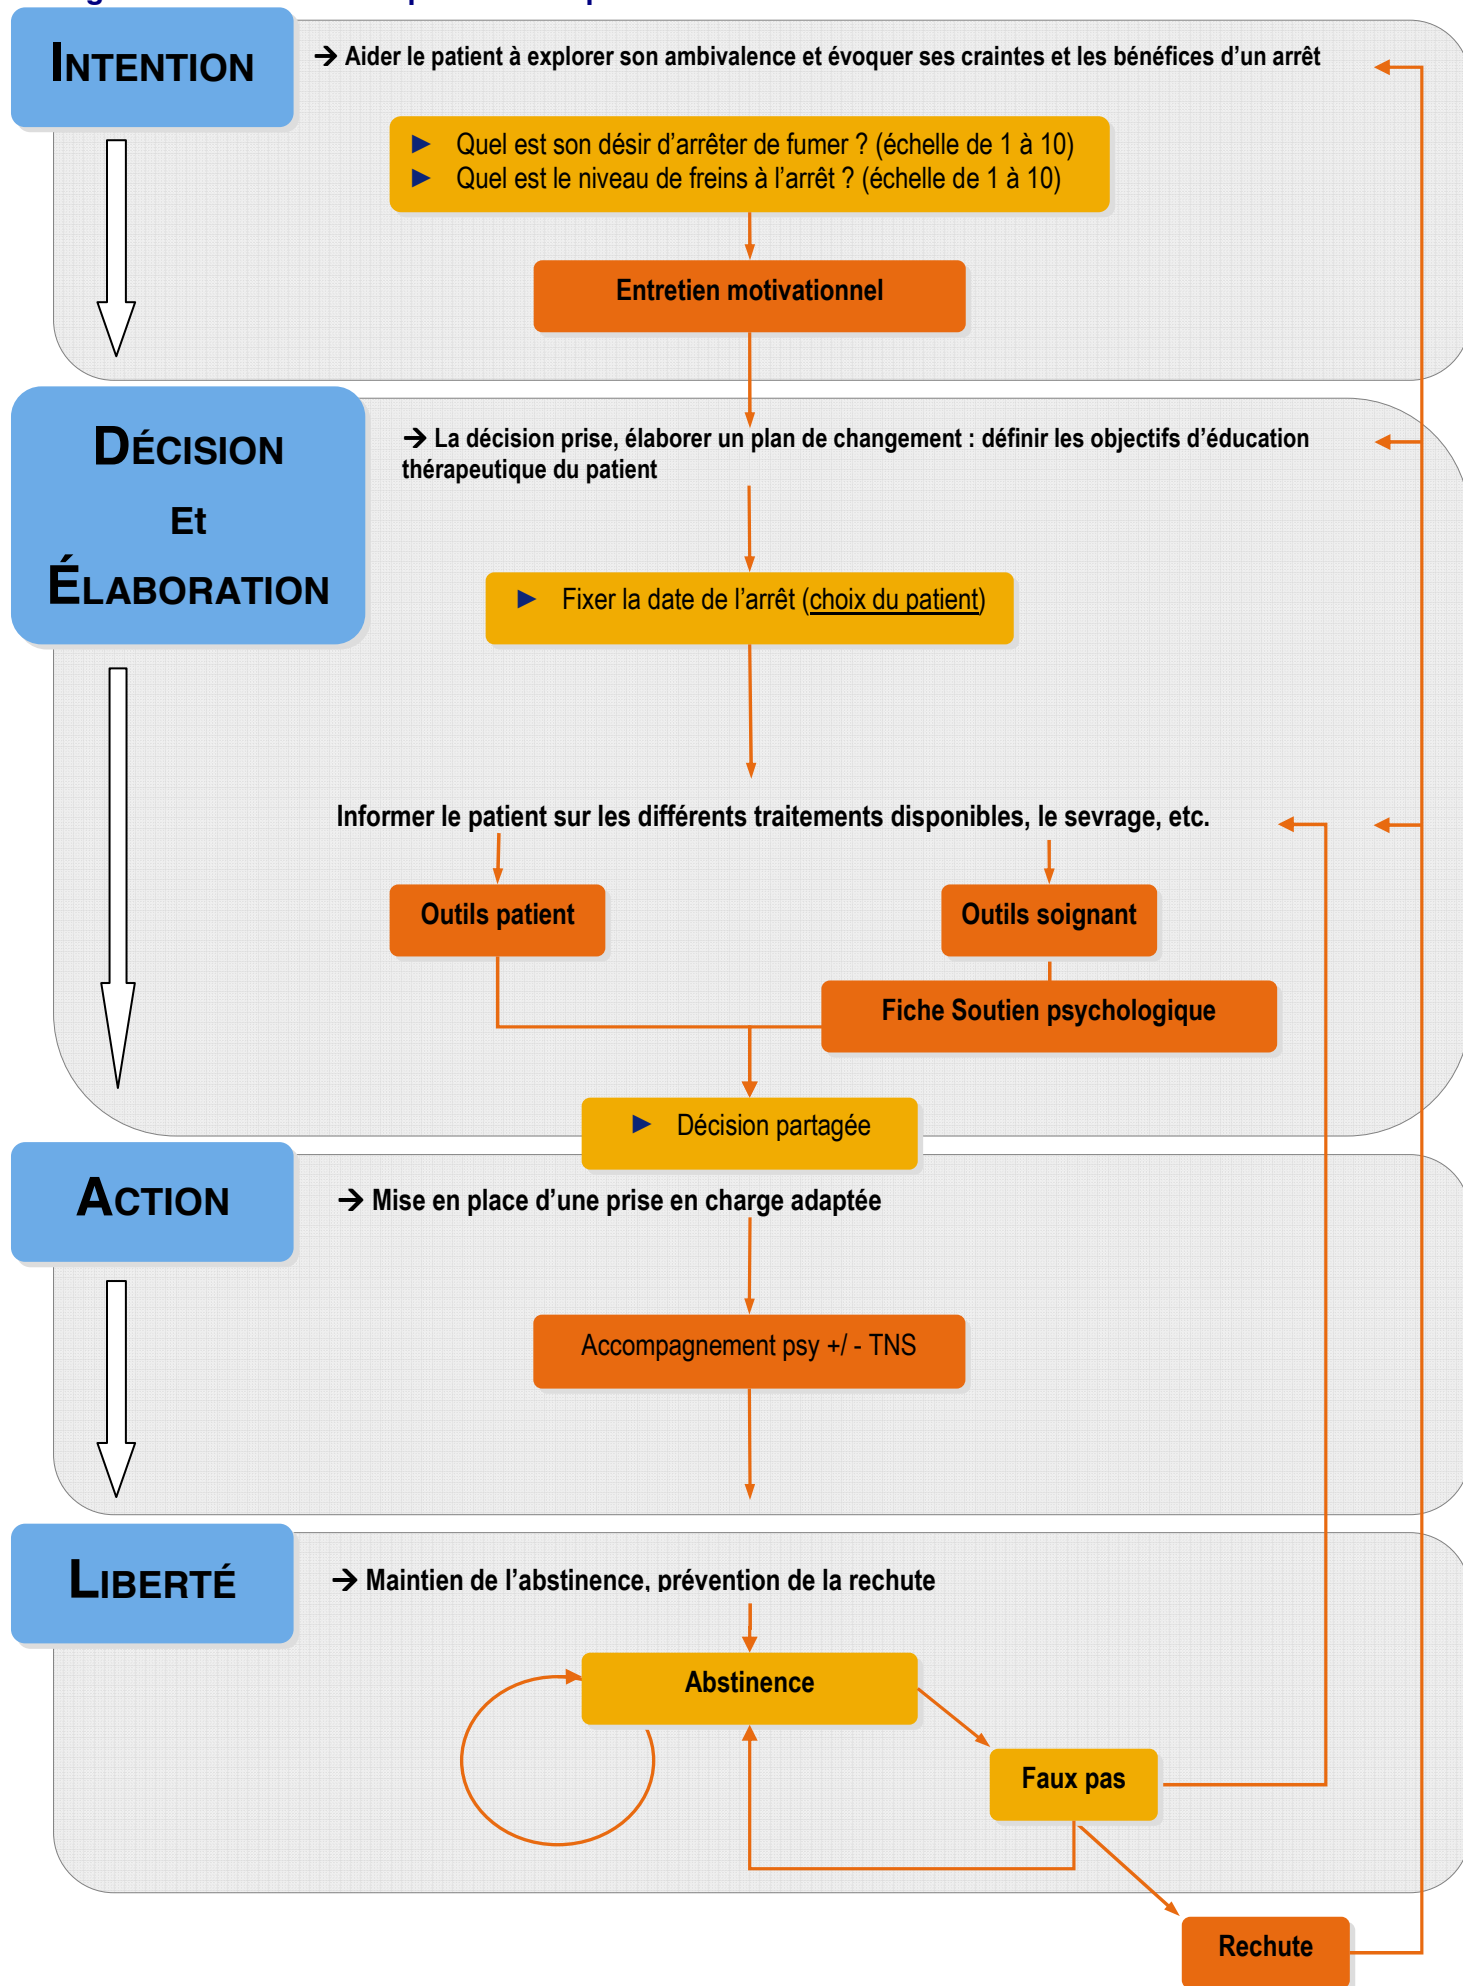 INTENTION
→ Aider le patient à explorer son ambivalence et évoquer ses craintes et les bénéfices d’un arrêt
► Quel est son désir d’arrêter de fumer ? (échelle de 1 à 10)
► Quel est le niveau de freins à l’arrêt ? (échelle de 1 à 10)
Entretien motivationnel
DÉCISION
Et
ÉLABORATION
→ La décision prise, élaborer un plan de changement : définir les objectifs d’éducation
thérapeutique du patient
► Fixer la date de l’arrêt (choix du patient)
Informer le patient sur les différents traitements disponibles, le sevrage, etc.
Outils patient
Outils soignant
Fiche Soutien psychologique
► Décision partagée
ACTION
→ Mise en place d’une prise en charge adaptée
Accompagnement psy +/ - TNS
LIBERTÉ
→ Maintien de l’abstinence, prévention de la rechute
Abstinence
Faux pas
Rechute